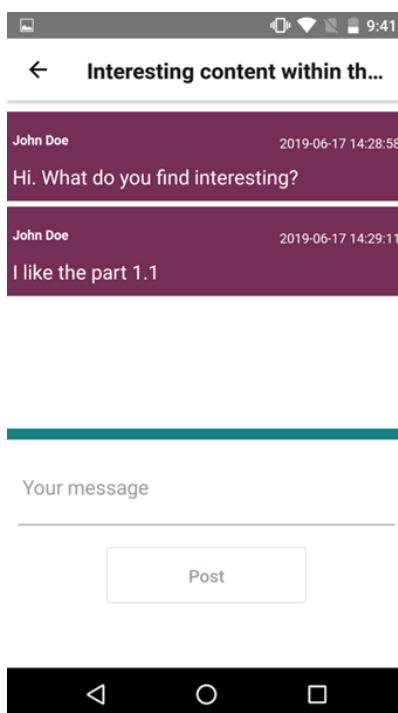 9:41
Interesting content within th...
John Doe 2019-06-17 14:28:58
Hi. What do you find interesting?
John Doe 2019-06-17 14:29:11
I like the part 1.1
Your message
Post